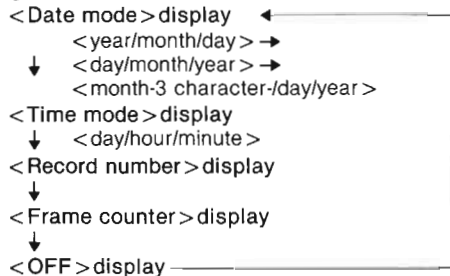 <Date mode>display
<year/month/day>→
↓ <day/month/year>→
<month-3 character-/day/year>
<Time mode>display
↓ <day/hour/minute>
<Record number>display
↓
<Frame counter>display
↓
<OFF>display